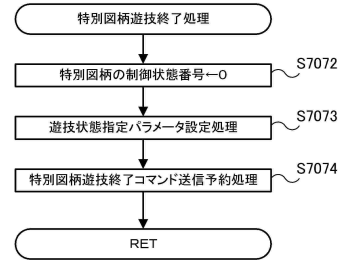 特別図柄遊技終了処理
特別図柄の制御状態番号←0
S7072
遊技状態指定パラメータ設定処理
S7073
特別図柄遊技終了コマンド送信予約処理
S7074
RET